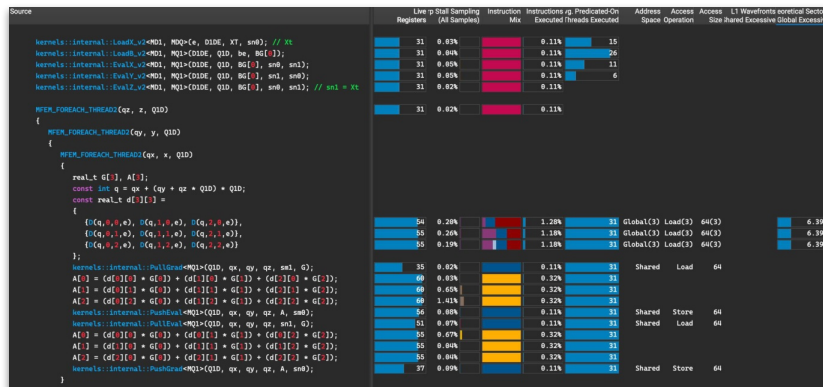 Source Live p Stall Sampling Instruction Instructions g. Predicated-On Address Access Access L1 Wavefronts eoretical Secto
Registers (All Samples) Mix Executed Threads Executed Space Operation Size Shared Excessive Global Excessiv
kernels::internal::LoadX_v2<MD1, MDQ>(e, D1DE, XT, sn0); // Xt 31 0.03% 0.11% 15
kernels::internal::LoadB_v2<MD1, MQ1>(D1DE, Q1D, be, BG[0]); 31 0.04% 0.11% 26
kernels::internal::EvalX_v2<MD1, MQ1>(D1DE, Q1D, BG[0], sn0, sn1); 31 0.05% 0.11% 11
kernels::internal::EvalY_v2<MD1, MQ1>(D1DE, Q1D, BG[0], sn1, sn0); 31 0.05% 0.11% 6
kernels::internal::EvalZ_v2<MD1, MQ1>(D1DE, Q1D, BG[0], sn0, sn1); // sn1 = Xt 31 0.02% 0.11%
MFEM_FOREACH_THREAD2(qz, z, Q1D) 31 0.02% 0.11%
{
MFEM_FOREACH_THREAD2(qy, y, Q1D)
{
MFEM_FOREACH_THREAD2(qx, x, Q1D)
{
real_t G[3], A[3];
const int q = qx + (qy + qz * Q1D) * Q1D;
const real_t d[3][3] =
{
{D(q,0,0,e), D(q,1,0,e), D(q,2,0,e)}, 54 0.20% 1.28% 31 Global(3) Load(3) 64(3) 6.39
{D(q,0,1,e), D(q,1,1,e), D(q,2,1,e)}, 55 0.26% 1.18% 31 Global(3) Load(3) 64(3) 6.39
{D(q,0,2,e), D(q,1,2,e), D(q,2,2,e)} 55 0.19% 1.18% 31 Global(3) Load(3) 64(3) 6.39
};
kernels::internal::PullGrad<MQ1>(Q1D, qx, qy, qz, sm1, G); 35 0.02% 0.11% 31 Shared Load 64
A[0] = (d[0][0] * G[0]) + (d[1][0] * G[1]) + (d[2][0] * G[2]); 60 0.03% 0.32% 31
A[1] = (d[0][1] * G[0]) + (d[1][1] * G[1]) + (d[2][1] * G[2]); 60 0.65% 0.32% 31
A[2] = (d[0][2] * G[0]) + (d[1][2] * G[1]) + (d[2][2] * G[2]); 60 1.41% 0.32% 31
kernels::internal::PushEval<MQ1>(Q1D, qx, qy, qz, A, sm0); 56 0.08% 0.11% 31 Shared Store 64
kernels::internal::PullEval<MQ1>(Q1D, qx, qy, qz, sn1, G); 51 0.07% 0.11% 31 Shared Load 64
A[0] = (d[0][0] * G[0]) + (d[0][1] * G[1]) + (d[0][2] * G[2]); 55 0.07% 0.32% 31
A[1] = (d[1][0] * G[0]) + (d[1][1] * G[1]) + (d[1][2] * G[2]); 55 0.04% 0.32% 31
A[2] = (d[2][0] * G[0]) + (d[2][1] * G[1]) + (d[2][2] * G[2]); 55 0.04% 0.32% 31
kernels::internal::PushGrad<MQ1>(Q1D, qx, qy, qz, A, sn0); 37 0.09% 0.11% 31 Shared Store 64
}